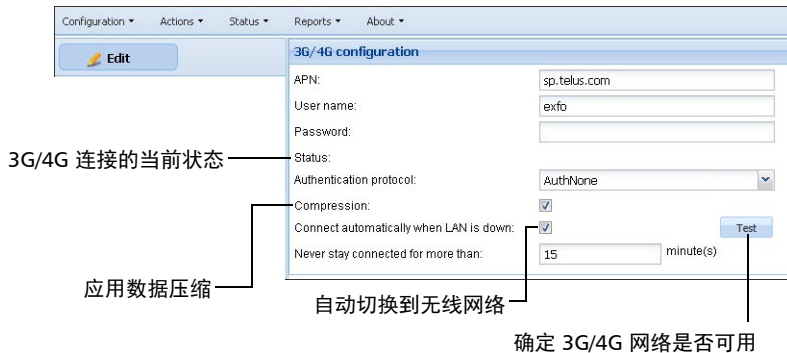 Configuration ▾ Actions ▾ Status ▾ Reports ▾ About ▾
Edit
3G/4G configuration
APN: sp.telus.com
User name: exfo
Password:
3G/4G 连接的当前状态
Status:
Authentication protocol: AuthNone
Compression:
Connect automatically when LAN is down:
Test
Never stay connected for more than: 15 minute(s)
应用数据压缩
自动切换到无线网络
确定 3G/4G 网络是否可用